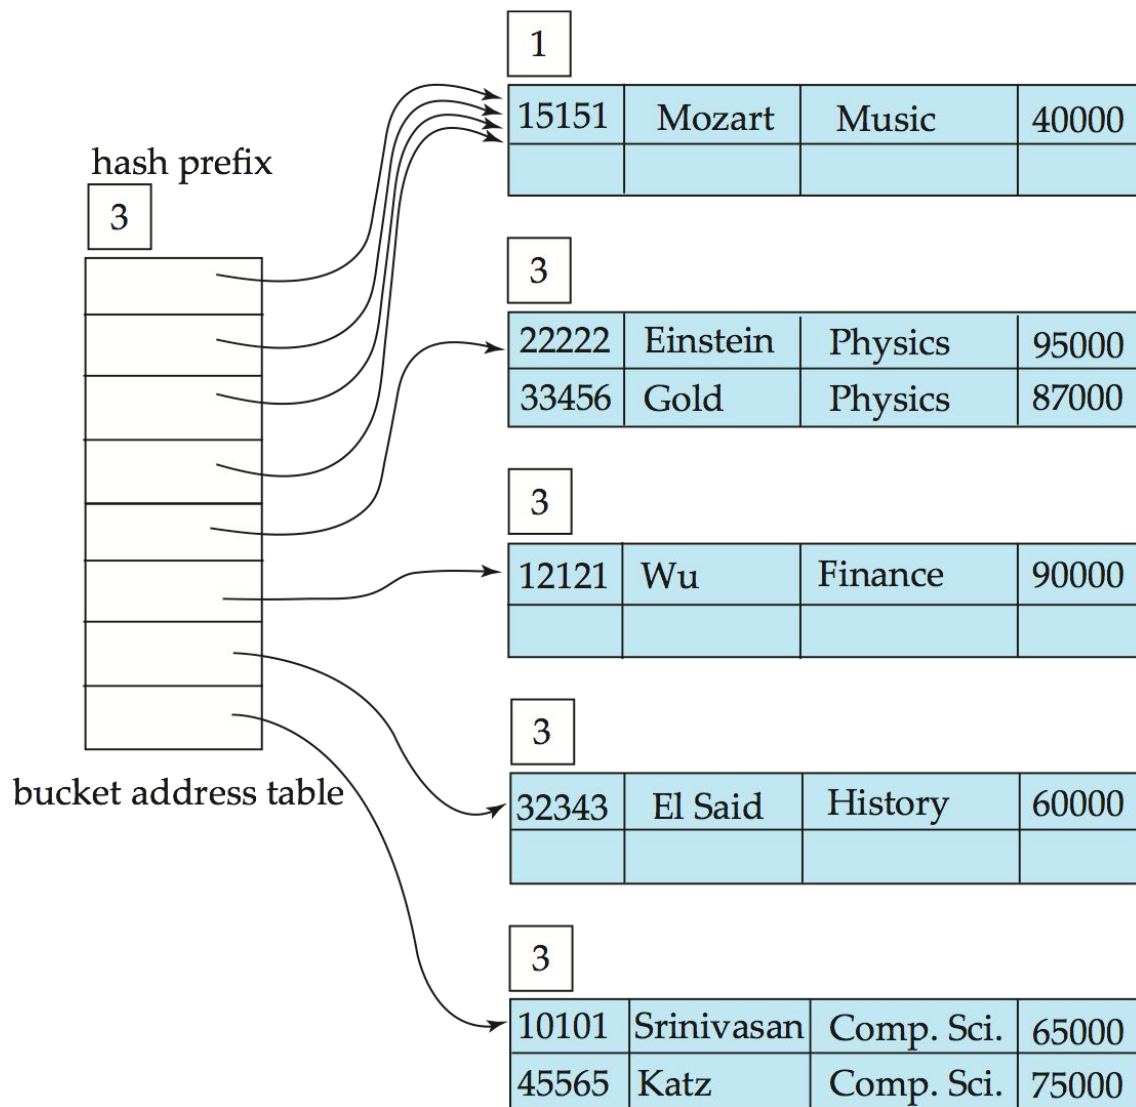 hash prefix
3
bucket address table
1
15151 Mozart Music 40000
3
22222 Einstein Physics 95000
33456 Gold Physics 87000
3
12121 Wu Finance 90000
3
32343 El Said History 60000
3
10101 Srinivasan Comp. Sci. 65000
45565 Katz Comp. Sci. 75000